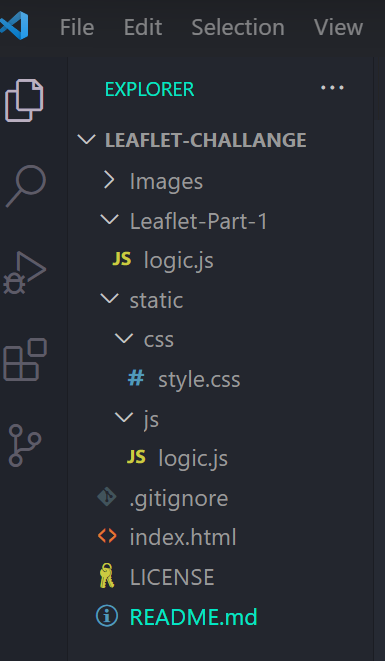 File Edit Selection View
EXPLORER ...
LEAFLET-CHALLANGE
Images
Leaflet-Part-1
JS logic.js
static
css
# style.css
js
JS logic.js
.gitignore
<> index.html
LICENSE
README.md